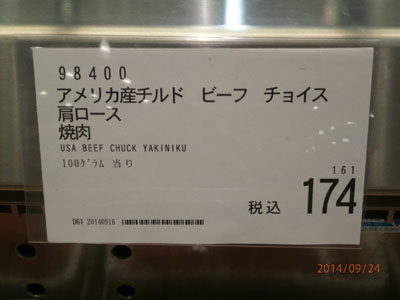 98400
アメリカ産チルド ビーフ チョイス
肩ロース
焼肉
USA BEEF CHUCK YAKINIKU
100グラム 当り
161
税込 174
D61 20140916
2014/09/24